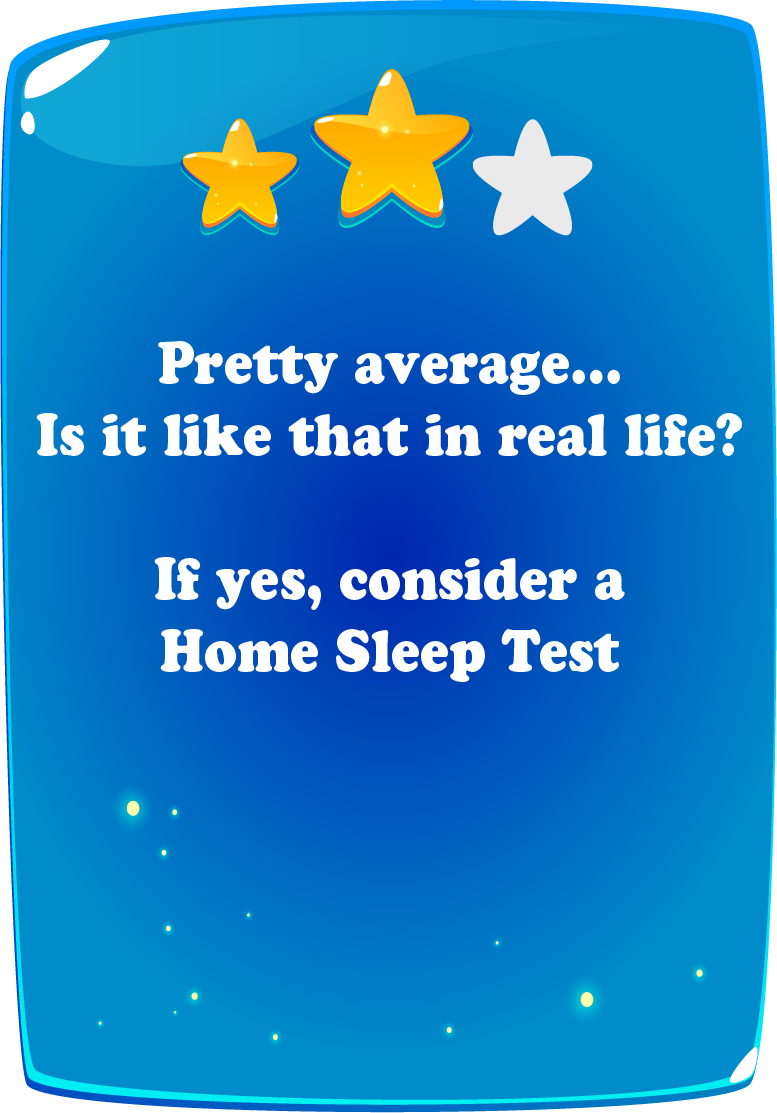 Pretty average...
Is it like that in real life?
If yes, consider a
Home Sleep Test